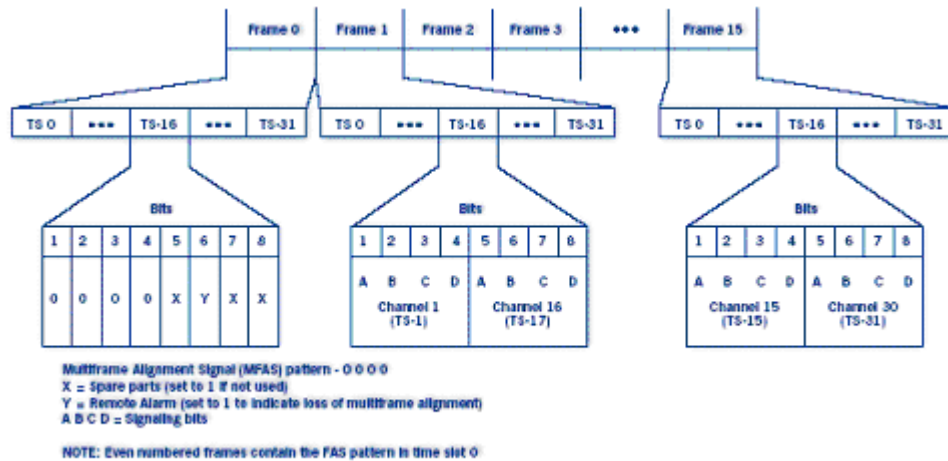 Frame 0 Frame 1 Frame 2 Frame 3 ••• Frame 15
TS 0 ••• TS-16 ••• TS-31 TS 0 ••• TS-16 ••• TS-31 TS 0 ••• TS-16 ••• TS-31
Bits Bits Bits
1 2 3 4 5 6 7 8 1 2 3 4 5 6 7 8 1 2 3 4 5 6 7 8
0 0 0 0 X Y X X A B C D A B C D A B C D A B C D
Channel 1 Channel 16 Channel 15 Channel 30
(TS-1) (TS-17) (TS-15) (TS-31)
Multiframe Alignment Signal (MFAS) pattern - 0 0 0 0
X = Spare parts (set to 1 if not used)
Y = Remote Alarm (set to 1 to indicate loss of multiframe alignment)
A B C D = Signaling bits
NOTE: Even numbered frames contain the FAS pattern in time slot 0